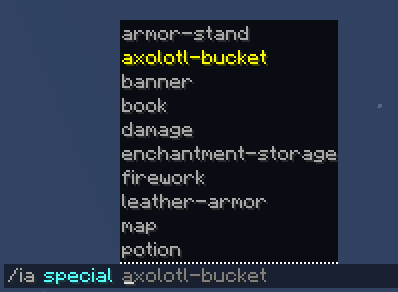 armor-stand
axolotl-bucket
banner
book
damage
enchantment-storage
firework
leather-armor
map
potion
/ia special axolotl-bucket